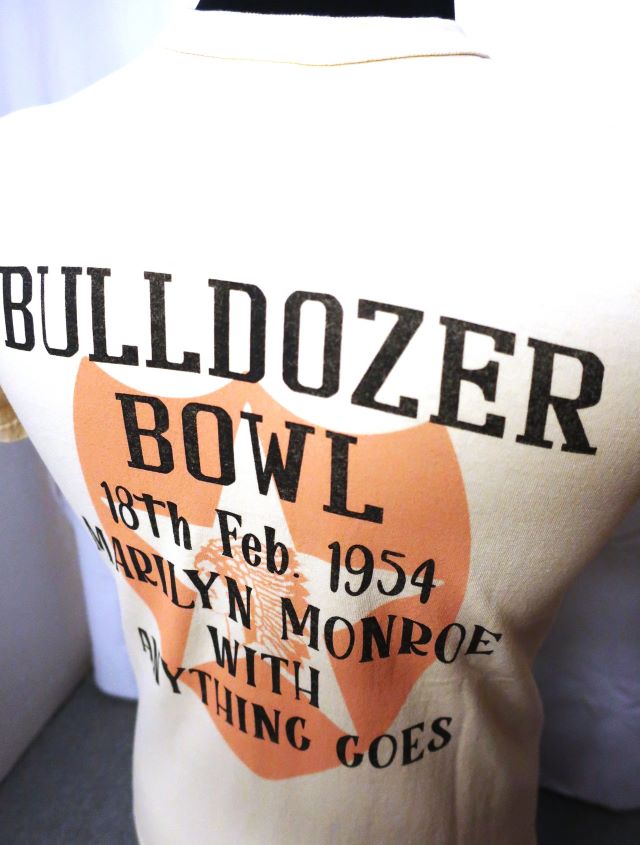 BULLDOZER
BOWL
18th Feb. 1954
MARILYN MONROE
WITH
ANYTHING GOES